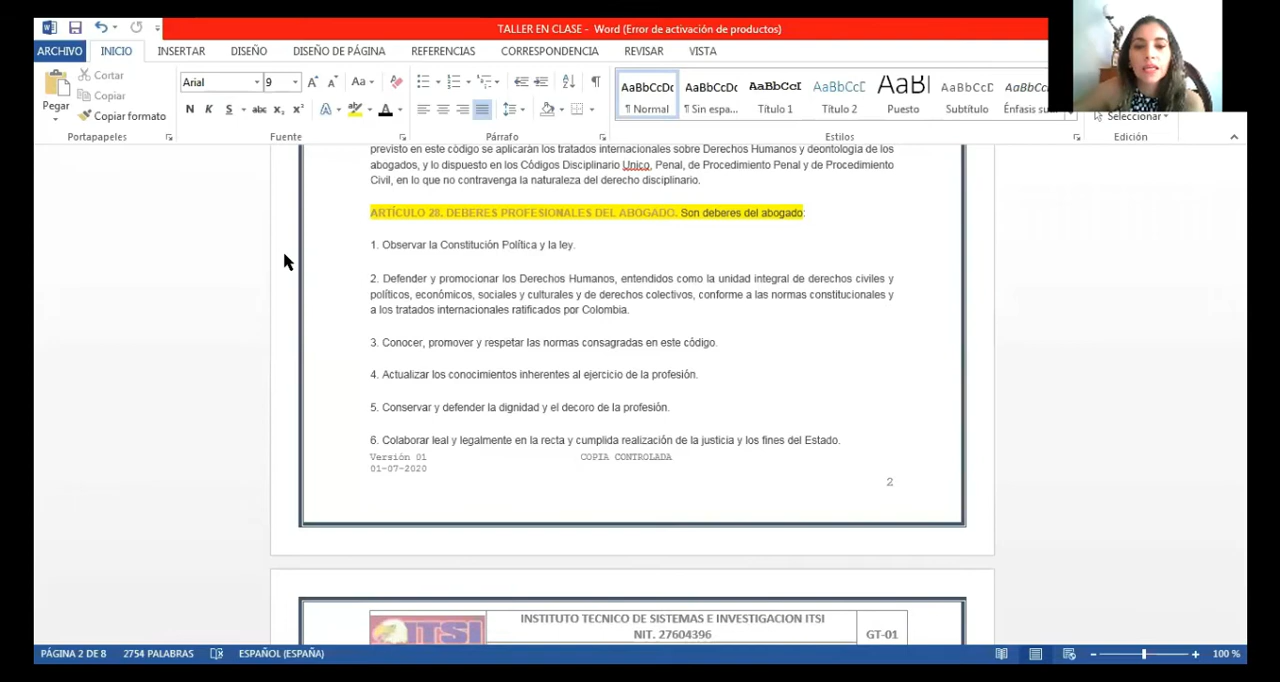 TALLER EN CLASE - Word (Error de activación de productos)
ARCHIVO INICIO INSERTAR DISEÑO DISEÑO DE PÁGINA REFERENCIAS CORRESPONDENCIA REVISAR VISTA
Cortar
Copiar
Copiar formato
Pegar
Arial 9
N K S abc x₂ x²
AaBbCcDc AaBbCcDc AaBbCcI AaBbCcC AaBI AaBbCcC AaBbCc
¶ Normal ¶ Sin espa... Título 1 Título 2 Puesto Subtítulo Énfasis su
Seleccionar
Portapapeles Fuente Párrafo Estilos Edición
previsto en este código se aplicarán los tratados internacionales sobre Derechos Humanos y deontología de los
abogados, y lo dispuesto en los Códigos Disciplinario Unico, Penal, de Procedimiento Penal y de Procedimiento
Civil, en lo que no contravenga la naturaleza del derecho disciplinario.
ARTÍCULO 28. DEBERES PROFESIONALES DEL ABOGADO. Son deberes del abogado:
1. Observar la Constitución Política y la ley.
2. Defender y promocionar los Derechos Humanos, entendidos como la unidad integral de derechos civiles y
políticos, económicos, sociales y culturales y de derechos colectivos, conforme a las normas constitucionales y
a los tratados internacionales ratificados por Colombia.
3. Conocer, promover y respetar las normas consagradas en este código.
4. Actualizar los conocimientos inherentes al ejercicio de la profesión.
5. Conservar y defender la dignidad y el decoro de la profesión.
6. Colaborar leal y legalmente en la recta y cumplida realización de la justicia y los fines del Estado.
Versión 01 COPIA CONTROLADA
01-07-2020
2
INSTITUTO TECNICO DE SISTEMAS E INVESTIGACION ITSI
NIT. 27604396
GT-01
ITSI
PÁGINA 2 DE 8 2754 PALABRAS ESPAÑOL (ESPAÑA) 100 %